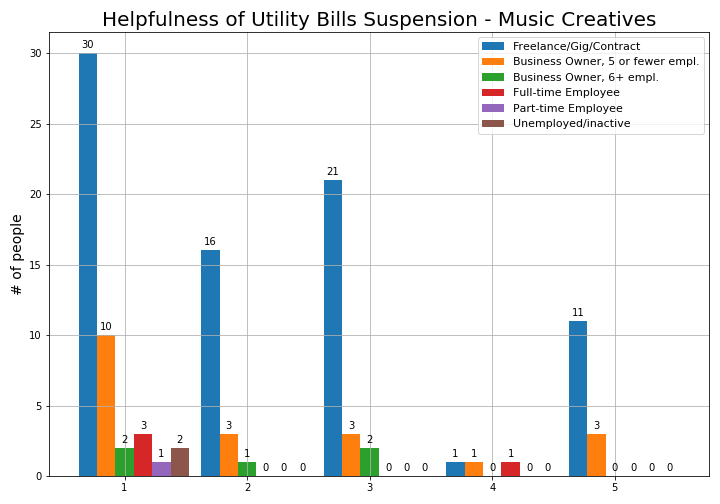 Helpfulness of Utility Bills Suspension - Music Creatives
# of people
30
25
20
15
10
5
0
Freelance/Gig/Contract
Business Owner, 5 or fewer empl.
Business Owner, 6+ empl.
Full-time Employee
Part-time Employee
Unemployed/inactive
30 10 2 3 1 2
16 3 1 0 0 0
21 3 2 0 0 0
1 1 0 1 0 0
11 3 0 0 0 0
1 2 3 4 5